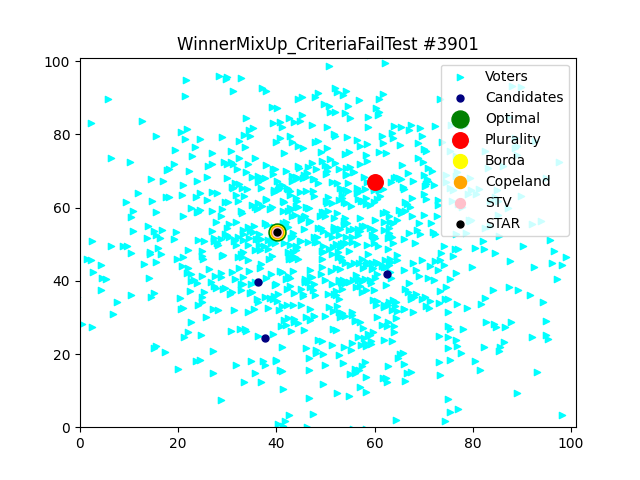 WinnerMixUp_CriteriaFailTest #3901
100
80
60
40
20
0
0
20
40
60
80
100
Voters
Candidates
Optimal
Plurality
Borda
Copeland
STV
STAR